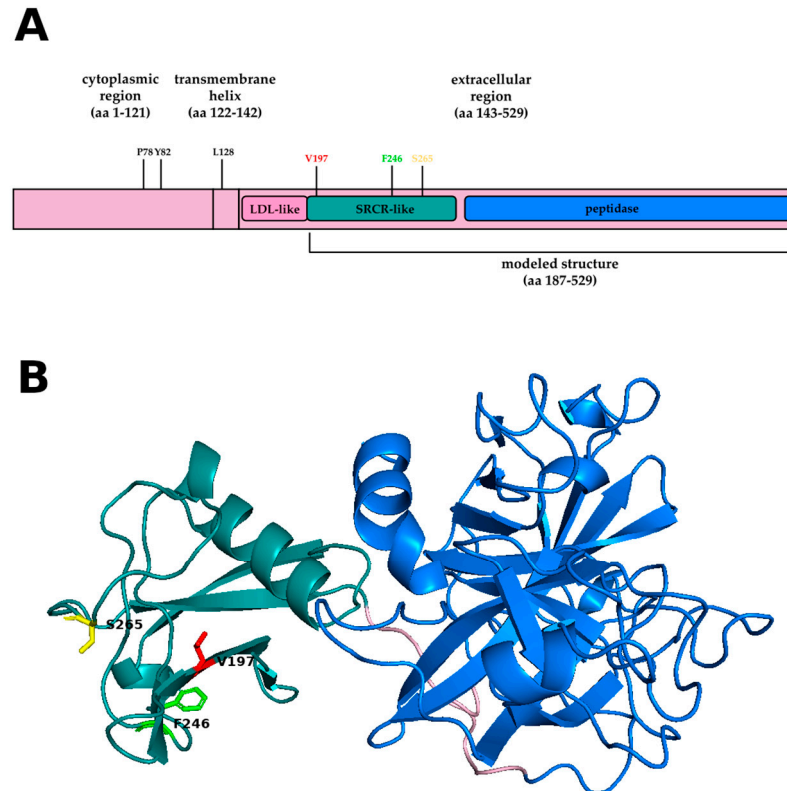 A
cytoplasmic
region
(aa 1-121)
transmembrane
helix
(aa 122-142)
extracellular
region
(aa 143-529)
P78 Y82
L128
V197
F246
S265
LDL-like
SRCR-like
peptidase
modeled structure
(aa 187-529)
B
S265
V197
F246